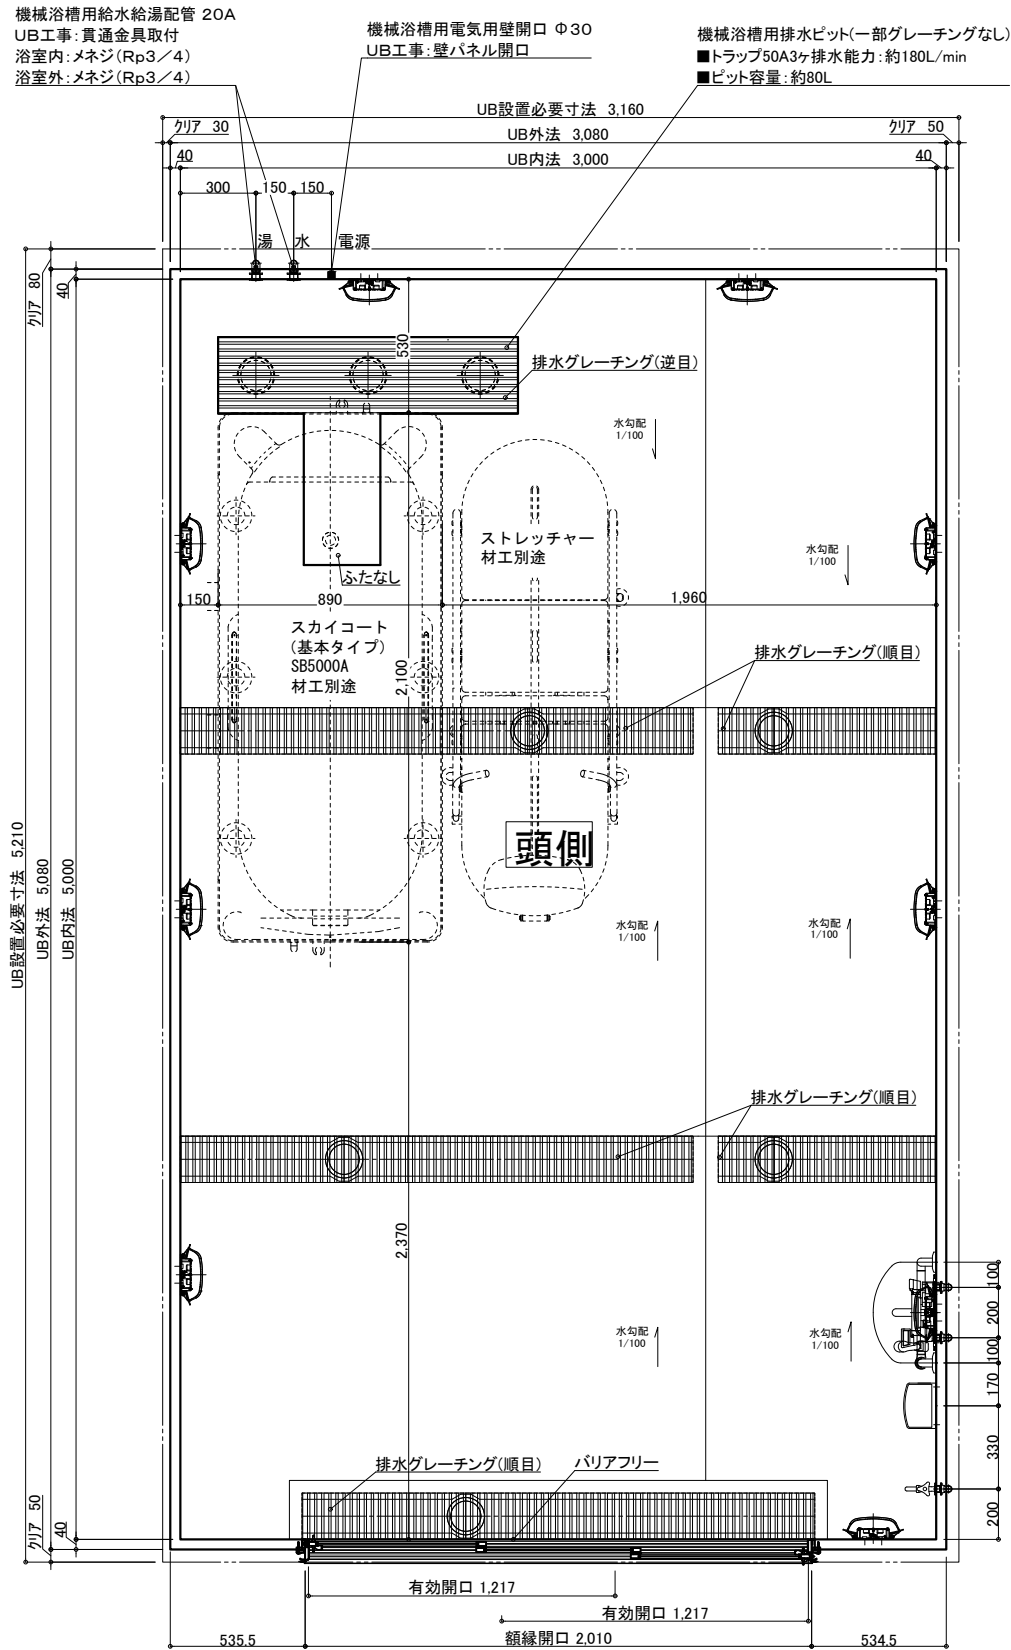 機械浴槽用給水給湯配管 20A
UB工事:貫通金具取付
浴室内:メネジ(Rp3/4)
浴室外:メネジ(Rp3/4)
機械浴槽用電気用壁開口 Φ30
UB工事:壁パネル開口
機械浴槽用排水ピット(一部グレーチングなし)
■トラップ50A3ヶ排水能力:約180L/min
■ピット容量:約80L
UB設置必要寸法 3,160
クリア 30
UB外法 3,080
クリア 50
40
UB内法 3,000
40
300
150
150
湯
水
電源
クリア 80
40
530
排水グレーチング(逆目)
水勾配
1/100
ストレッチャー
材工別途
水勾配
1/100
ふたなし
150
890
1,960
スカイコート
(基本タイプ)
SB5000A
材工別途
2,100
排水グレーチング(順目)
頭側
UB設置必要寸法 5,210
UB外法 5,080
UB内法 5,000
水勾配
1/100
水勾配
1/100
排水グレーチング(順目)
2,370
100
200
100
170
330
200
水勾配
1/100
水勾配
1/100
排水グレーチング(順目)
バリアフリー
クリア 50
40
有効開口 1,217
有効開口 1,217
535.5
額縁開口 2,010
534.5